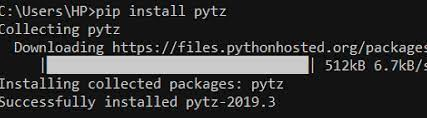 C:\Users\HP>pip install pytz
Collecting pytz
Downloading https://files.pythonhosted.org/packages
| | 512kB 6.7kB/s
Installing collected packages: pytz
Successfully installed pytz-2019.3